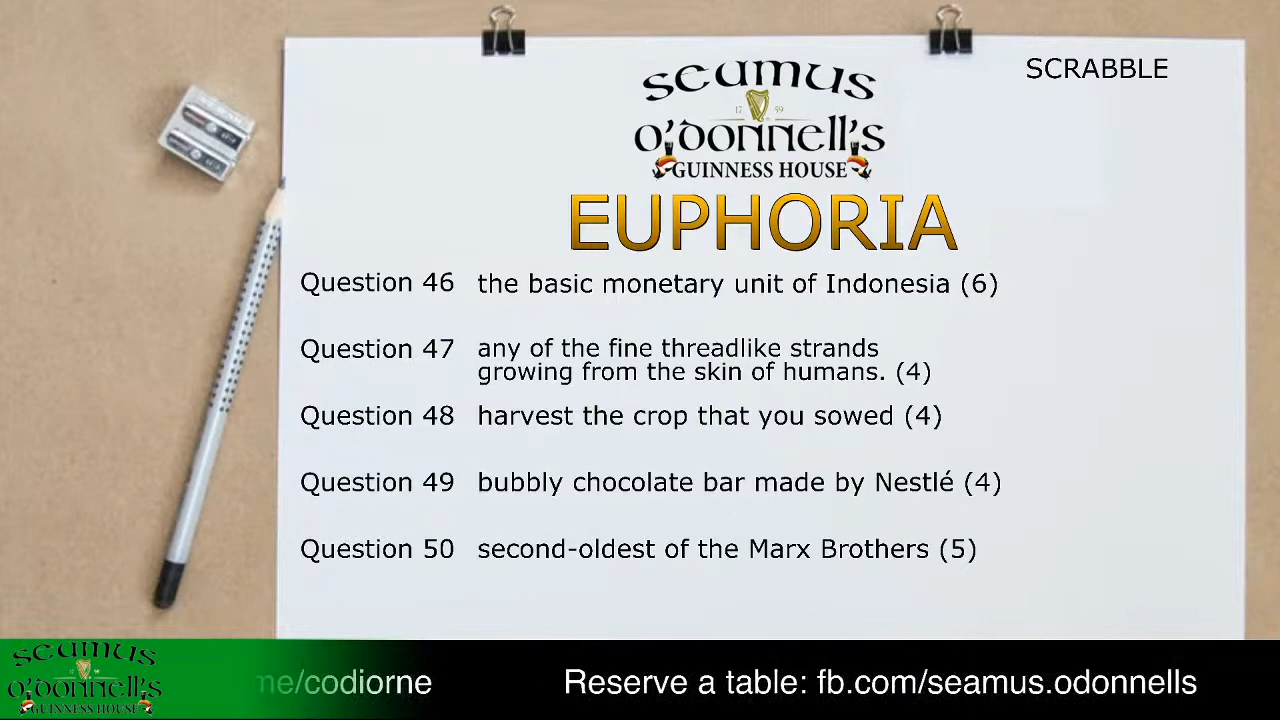 SCRABBLE
seamus
17 59
o'donnell's
GUINNESS HOUSE
EUPHORIA
Question 46 the basic monetary unit of Indonesia (6)
Question 47 any of the fine threadlike strands
growing from the skin of humans. (4)
Question 48 harvest the crop that you sowed (4)
Question 49 bubbly chocolate bar made by Nestlé (4)
Question 50 second-oldest of the Marx Brothers (5)
seamus
o'donnell's
GUINNESS HOUSE
me/codiorne Reserve a table: fb.com/seamus.odonnells